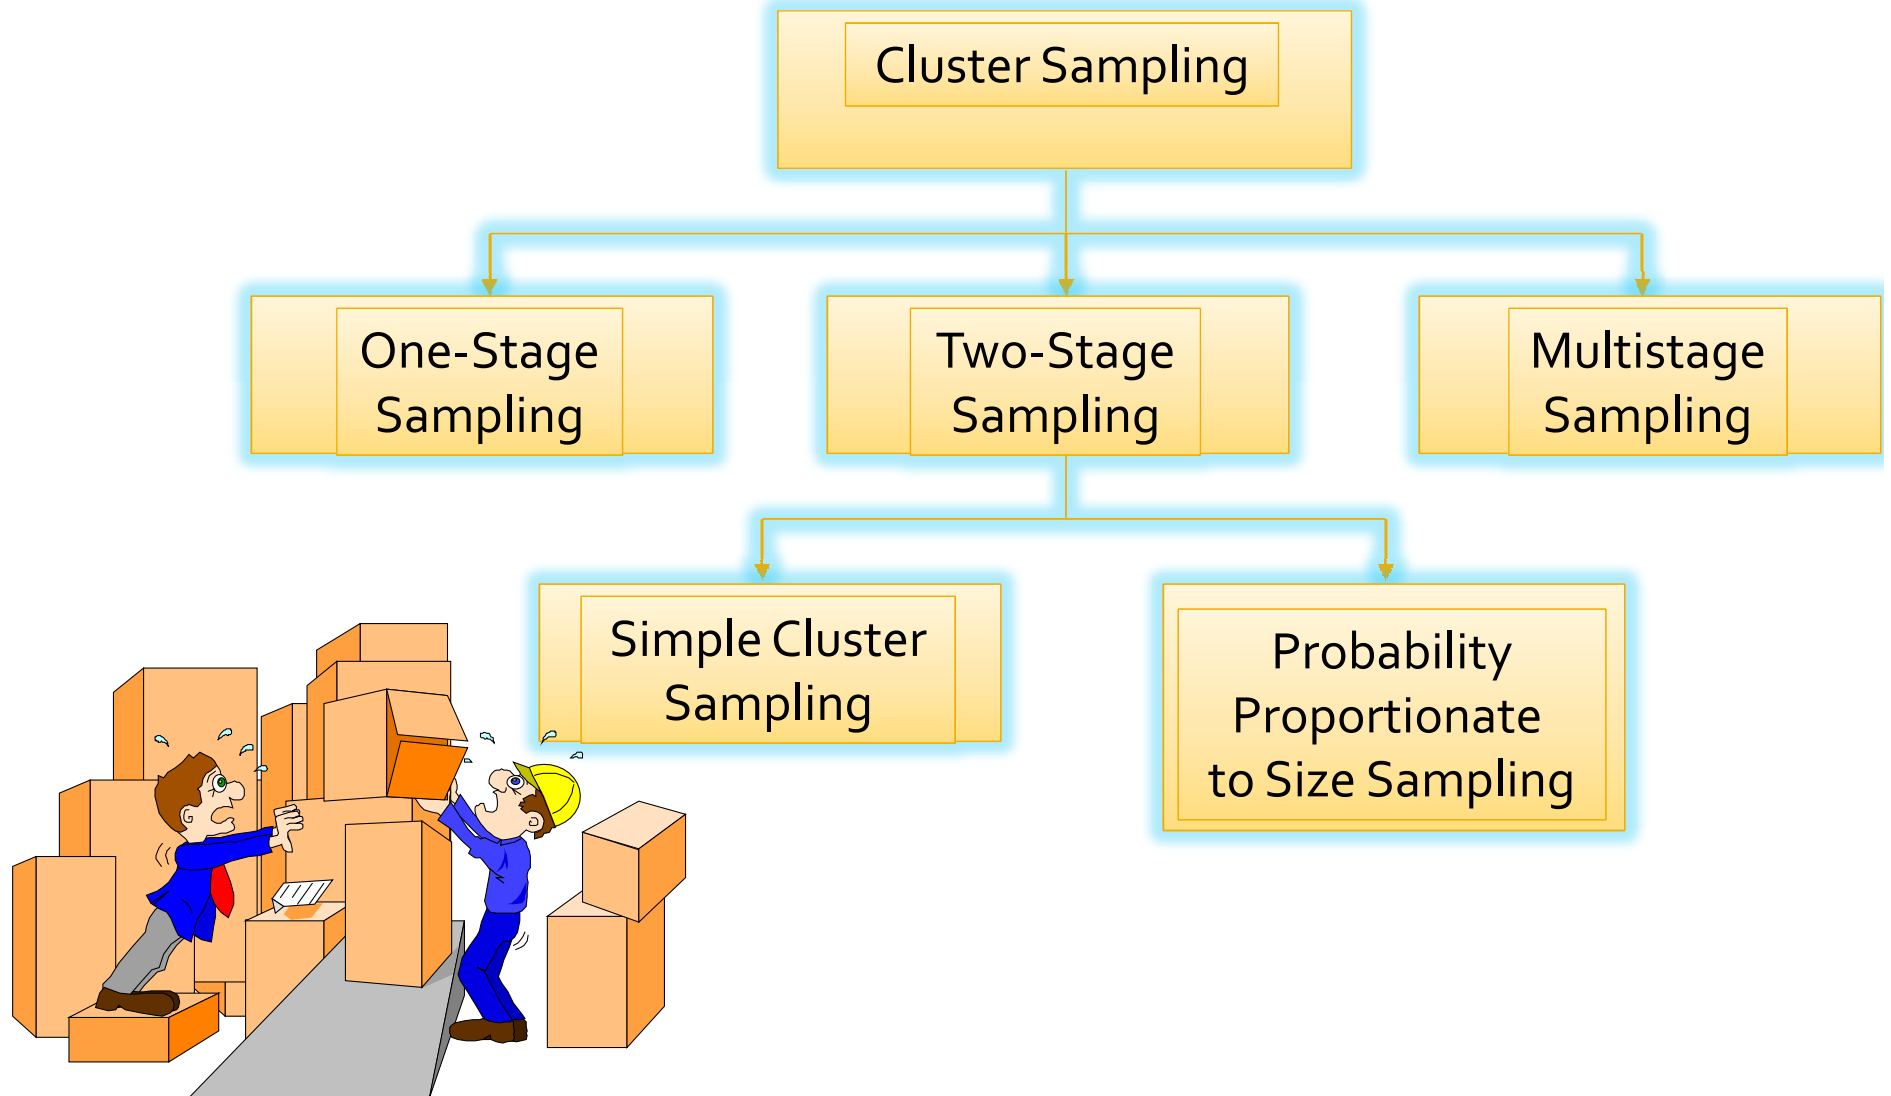 Cluster Sampling
One-Stage
Sampling
Two-Stage
Sampling
Multistage
Sampling
Simple Cluster
Sampling
Probability
Proportionate
to Size Sampling